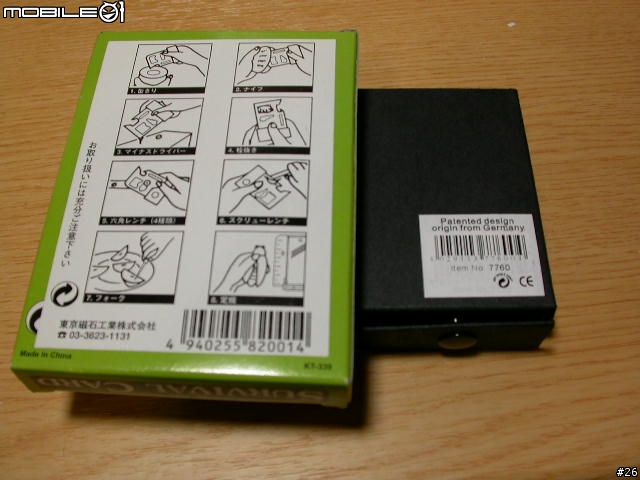 MOBILE01
1. 缶きり
2. ナイフ
3. マイナスドライバー
4. 栓抜き
5. 六角レンチ (4種類)
6. スクリューレンチ
7. フォーク
8. 定規
お取り扱いには充分ご注意下さい
東京磁石工業株式会社
☎ 03-3623-1131
4 940255 820014
Made in China
KT-339
SURVIVAL CARD
Patented design
origin from Germany
Item No. 7760
CE
#26